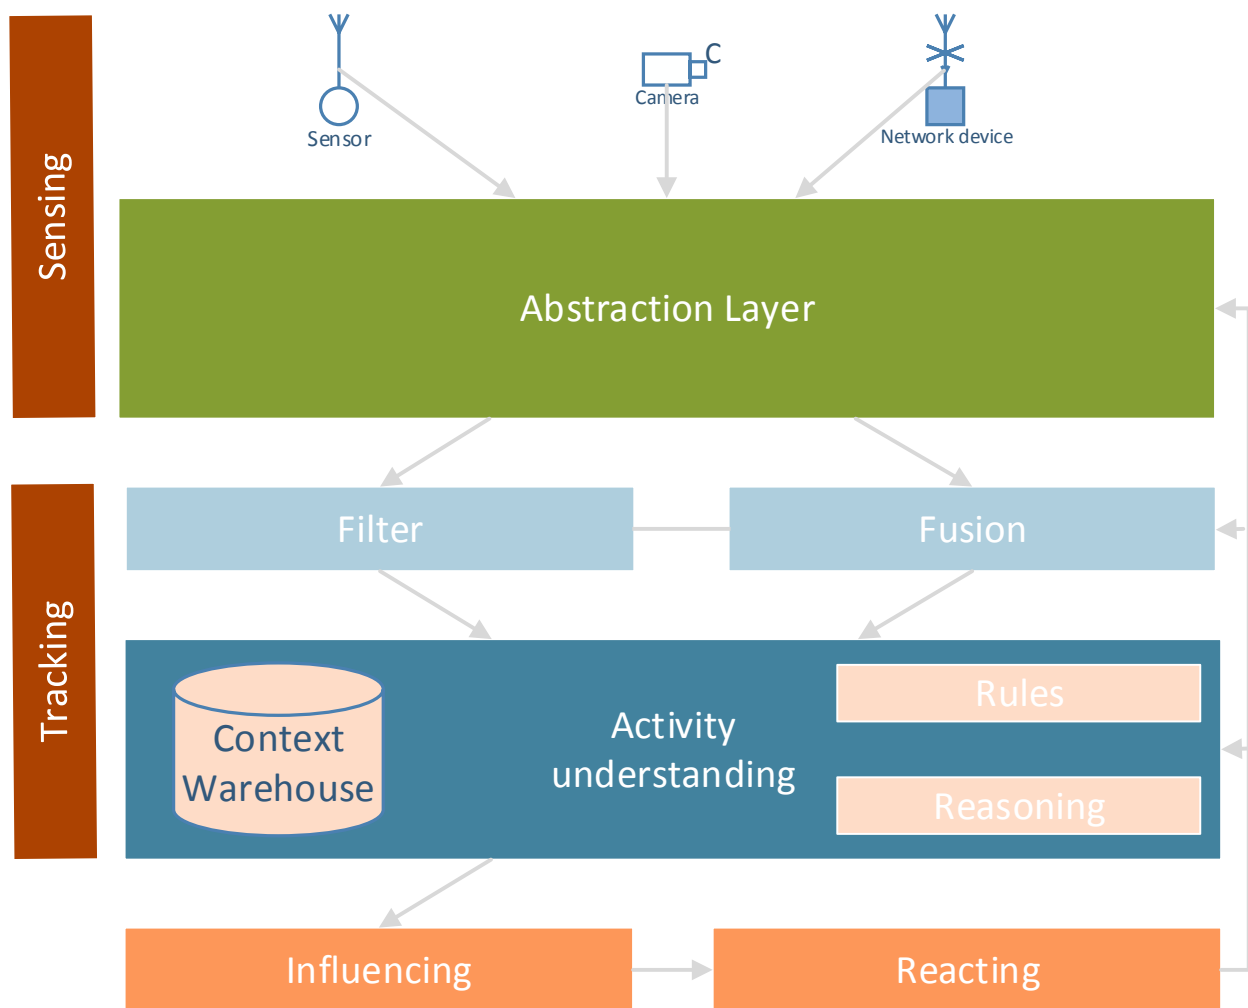 C
Sensor
Camera
Network device
Sensing
Abstraction Layer
Filter
Fusion
Tracking
Context
Warehouse
Activity
understanding
Rules
Reasoning
Influencing
Reacting